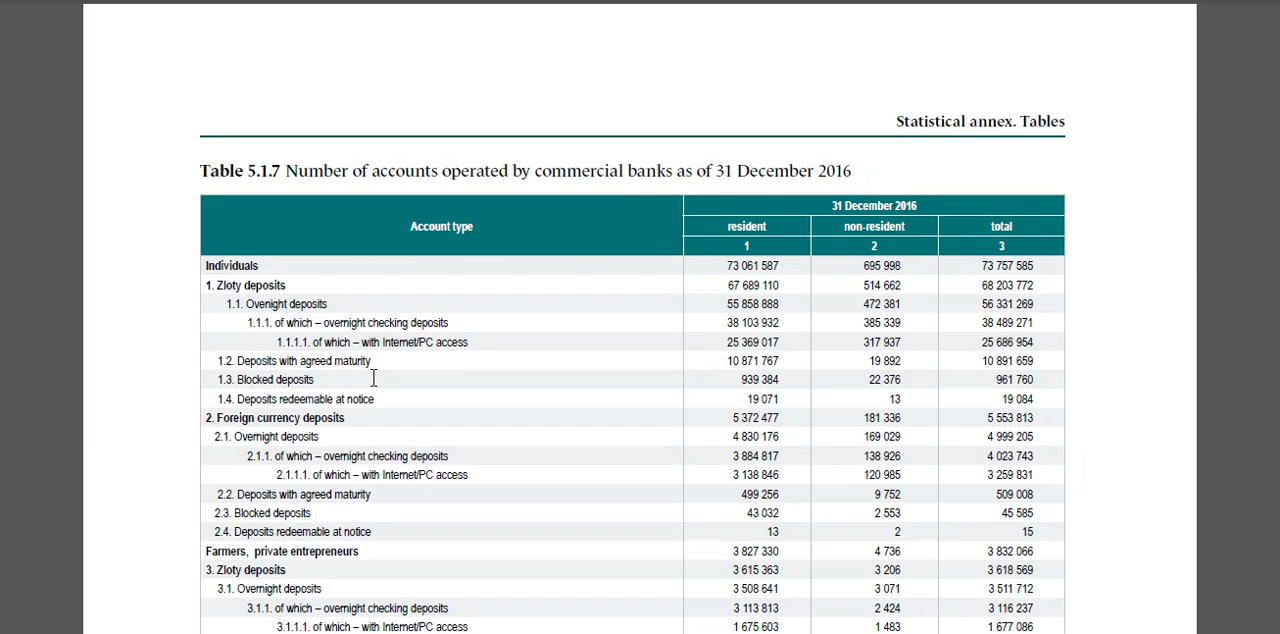 Statistical annex. Tables
Table 5.1.7 Number of accounts operated by commercial banks as of 31 December 2016
Account type
31 December 2016
resident non-resident total
1 2 3
Individuals 73 061 587 695 998 73 757 585
1. Zloty deposits 67 689 110 514 662 68 203 772
1.1. Overnight deposits 55 858 888 472 381 56 331 269
1.1.1. of which – overnight checking deposits 38 103 932 385 339 38 489 271
1.1.1.1. of which – with Internet/PC access 25 369 017 317 937 25 686 954
1.2. Deposits with agreed maturity 10 871 767 19 892 10 891 659
1.3. Blocked deposits 939 384 22 376 961 760
1.4. Deposits redeemable at notice 19 071 13 19 084
2. Foreign currency deposits 5 372 477 181 336 5 553 813
2.1. Overnight deposits 4 830 176 169 029 4 999 205
2.1.1. of which – overnight checking deposits 3 884 817 138 926 4 023 743
2.1.1.1. of which – with Internet/PC access 3 138 846 120 985 3 259 831
2.2. Deposits with agreed maturity 499 256 9 752 509 008
2.3. Blocked deposits 43 032 2 553 45 585
2.4. Deposits redeemable at notice 13 2 15
Farmers, private entrepreneurs 3 827 330 4 736 3 832 066
3. Zloty deposits 3 615 363 3 206 3 618 569
3.1. Overnight deposits 3 508 641 3 071 3 511 712
3.1.1. of which – overnight checking deposits 3 113 813 2 424 3 116 237
3.1.1.1. of which – with Internet/PC access 1 675 603 1 483 1 677 086